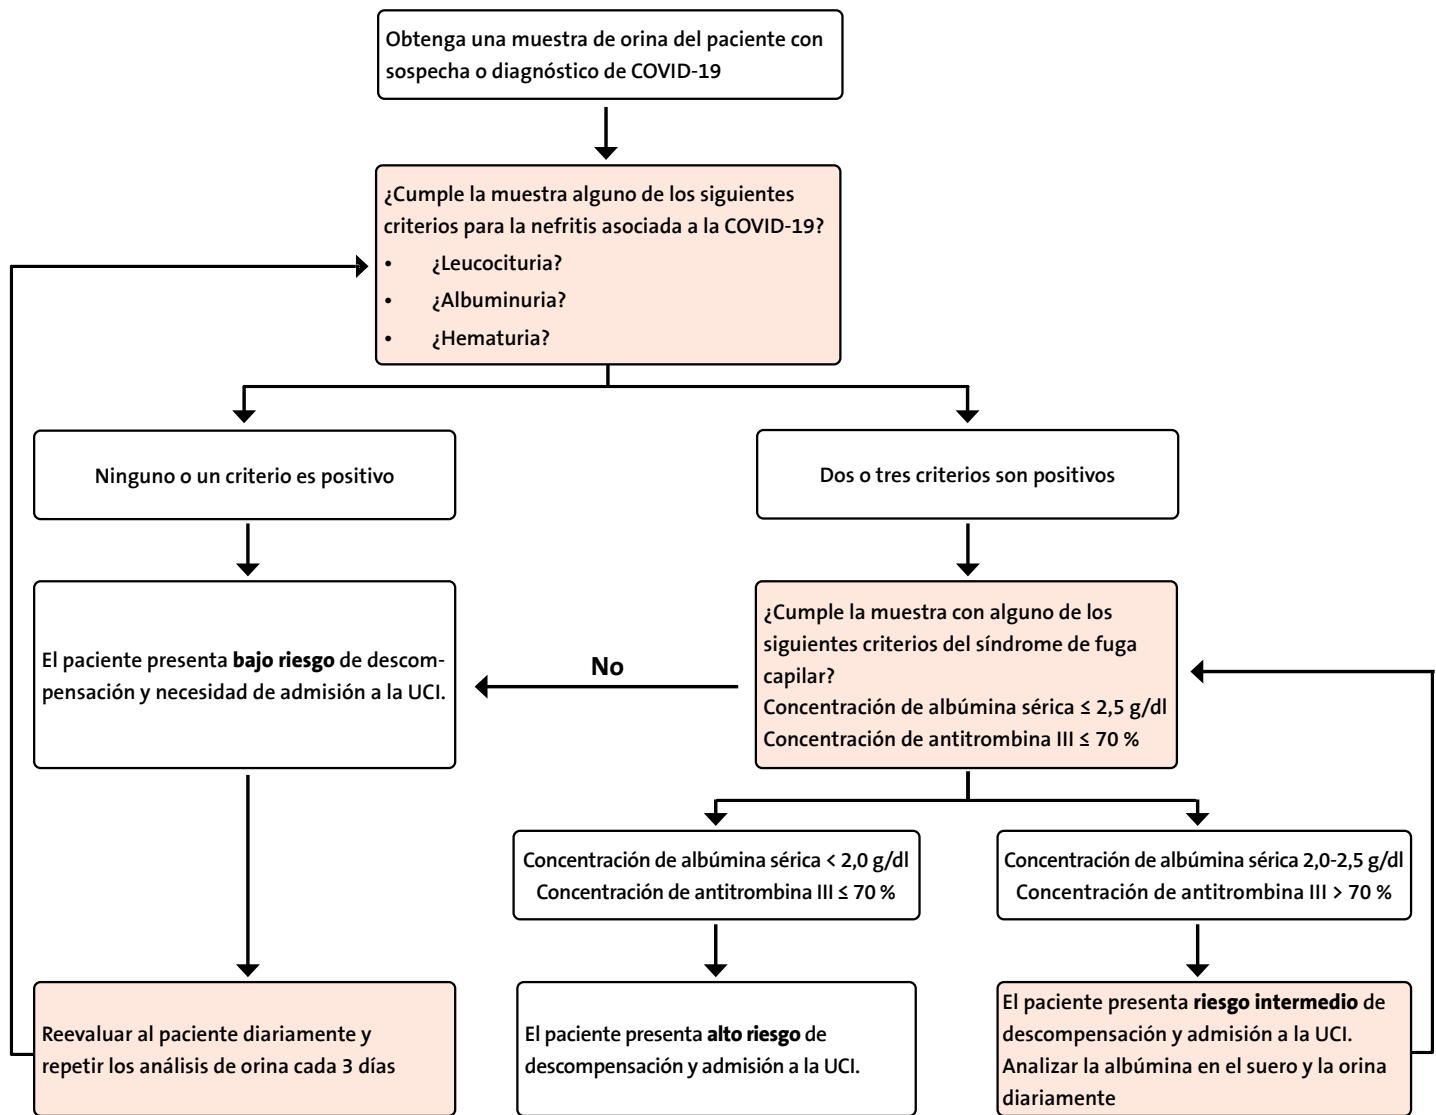 Obtenga una muestra de orina del paciente con
sospecha o diagnóstico de COVID-19
¿Cumple la muestra alguno de los siguientes
criterios para la nefritis asociada a la COVID-19?
• ¿Leucocituria?
• ¿Albuminuria?
• ¿Hematuria?
Ninguno o un criterio es positivo
Dos o tres criterios son positivos
El paciente presenta bajo riesgo de descom-
pensación y necesidad de admisión a la UCI.
No
¿Cumple la muestra con alguno de los
siguientes criterios del síndrome de fuga
capilar?
Concentración de albúmina sérica ≤ 2,5 g/dl
Concentración de antitrombina III ≤ 70 %
Concentración de albúmina sérica < 2,0 g/dl
Concentración de antitrombina III ≤ 70 %
Concentración de albúmina sérica 2,0-2,5 g/dl
Concentración de antitrombina III > 70 %
Reevaluar al paciente diariamente y
repetir los análisis de orina cada 3 días
El paciente presenta alto riesgo de
descompensación y admisión a la UCI.
El paciente presenta riesgo intermedio de
descompensación y admisión a la UCI.
Analizar la albúmina en el suero y la orina
diariamente